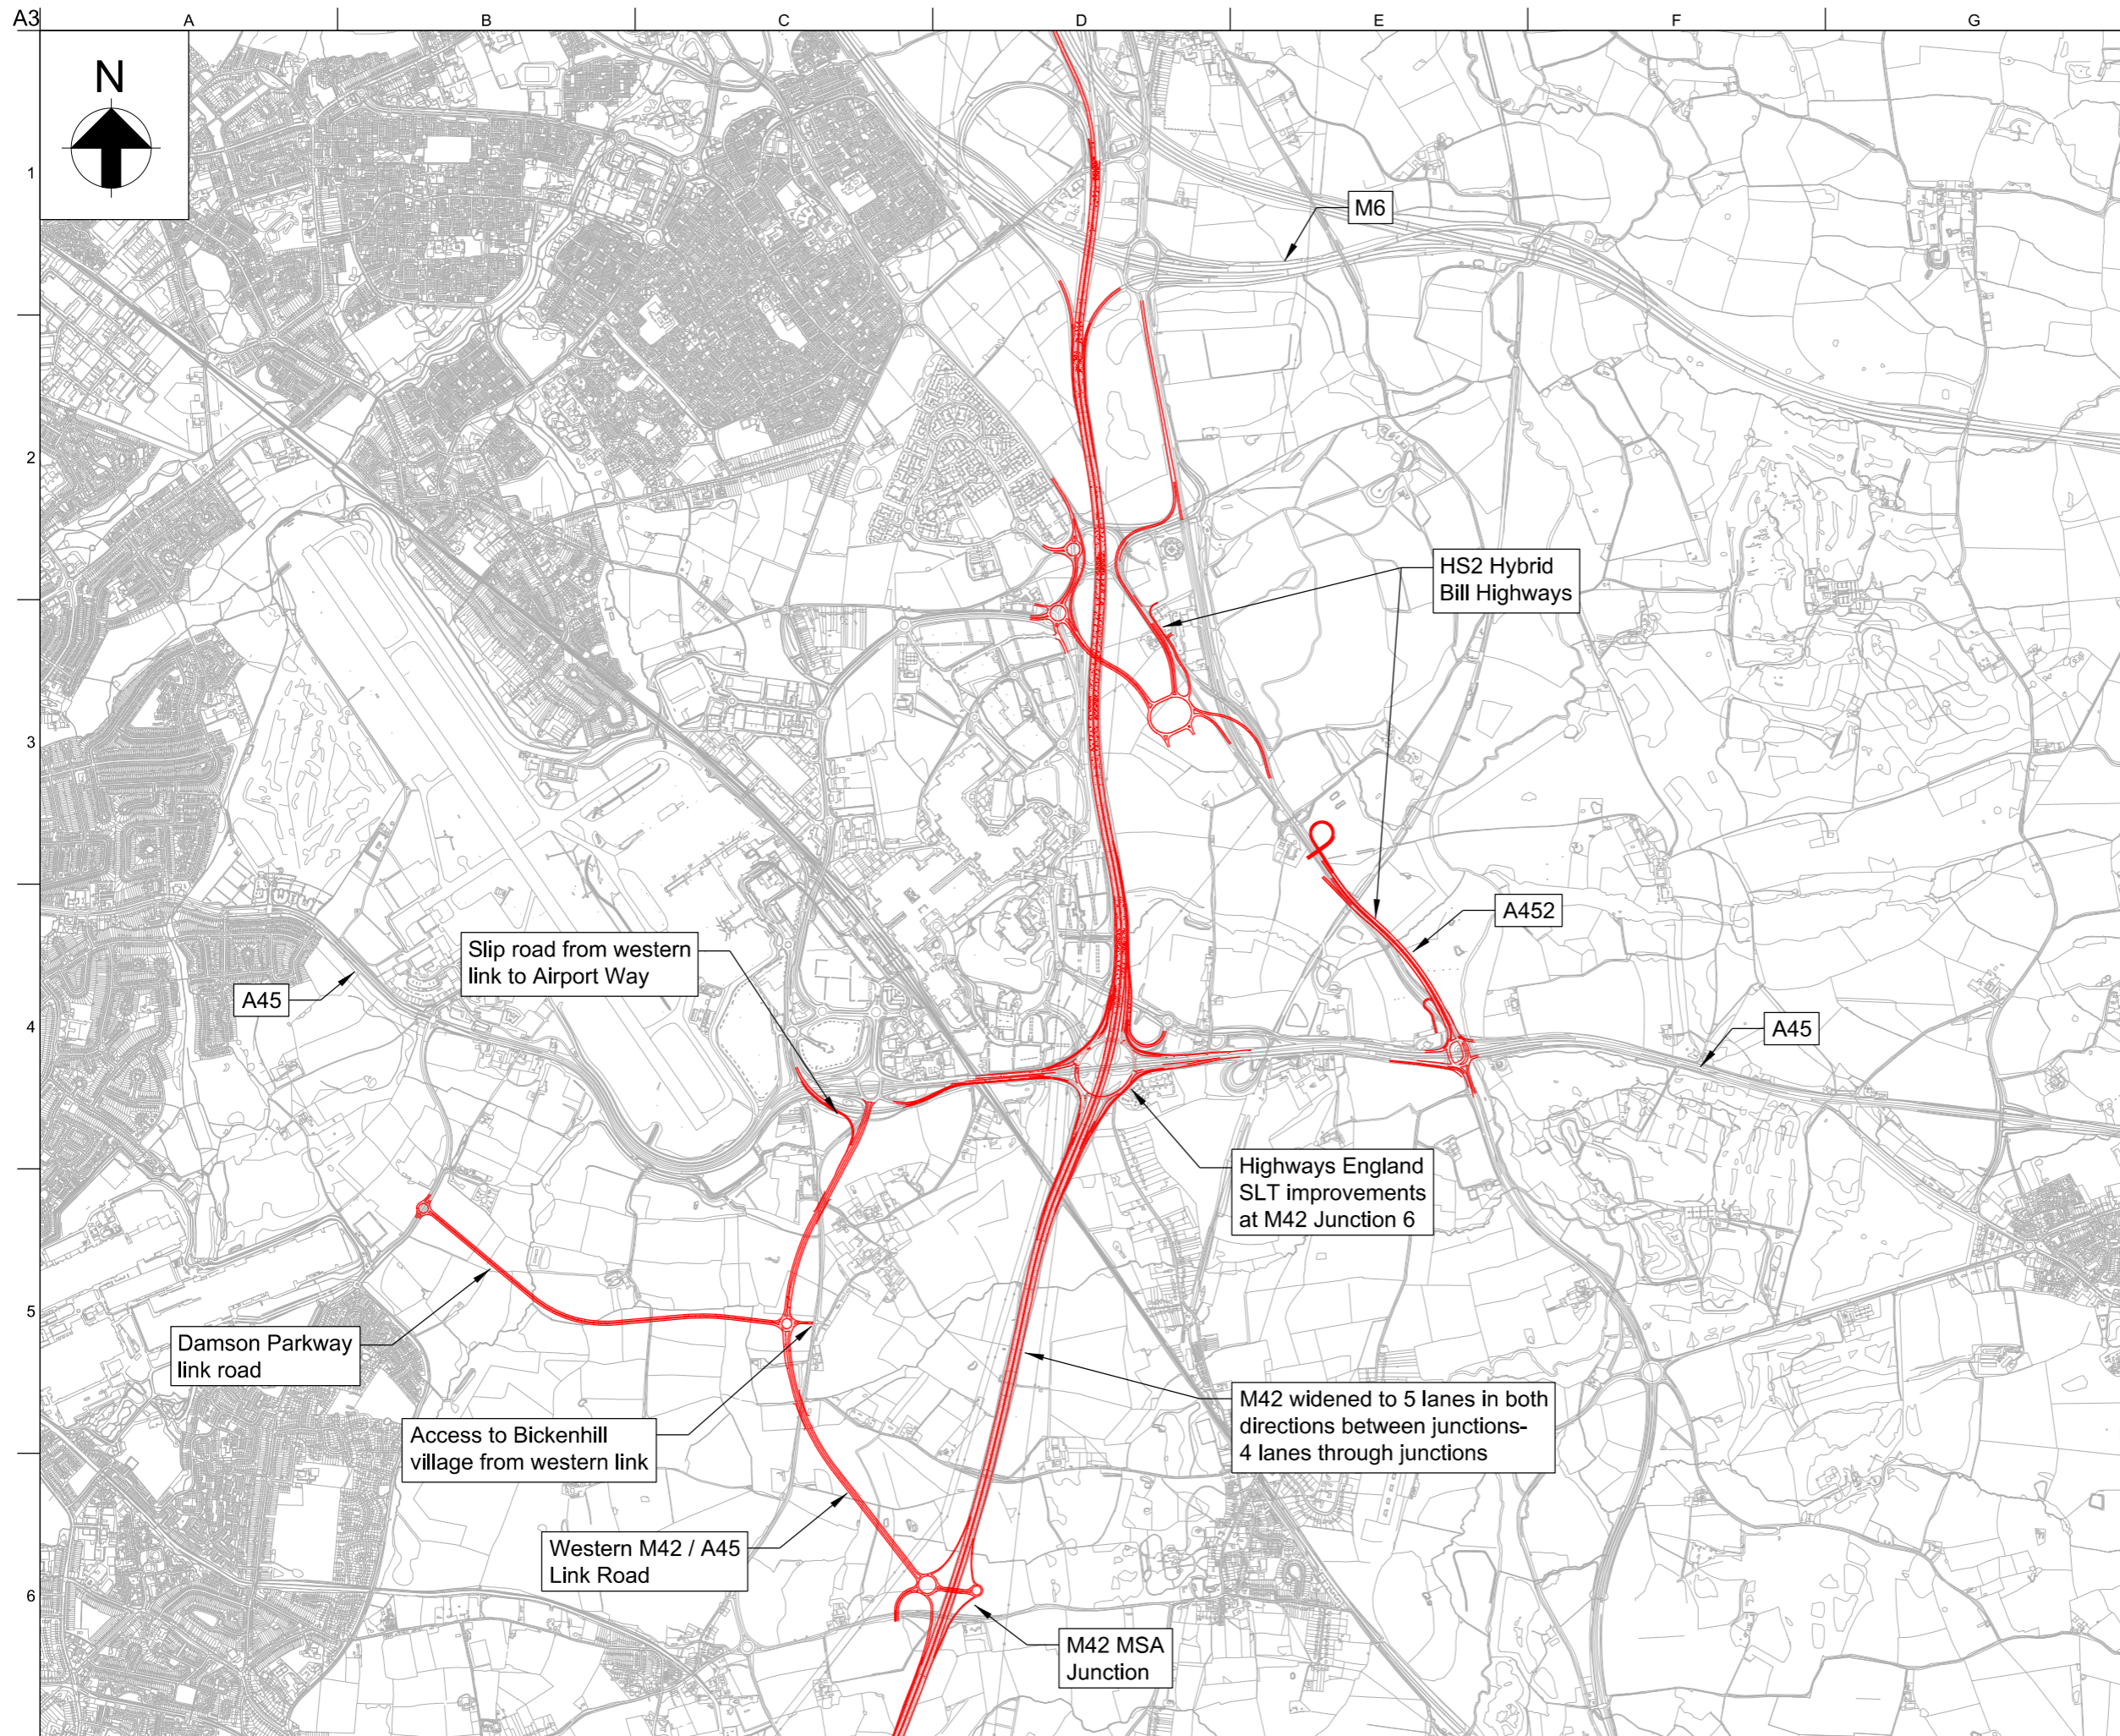 A3
A
B
C
D
E
F
G
N
1
M6
2
HS2 Hybrid
Bill Highways
3
A452
Slip road from western
link to Airport Way
A45
4
A45
Highways England
SLT improvements
at M42 Junction 6
5
Damson Parkway
link road
M42 widened to 5 lanes in both
directions between junctions-
4 lanes through junctions
Access to Bickenhill
village from western link
Western M42 / A45
Link Road
6
M42 MSA
Junction